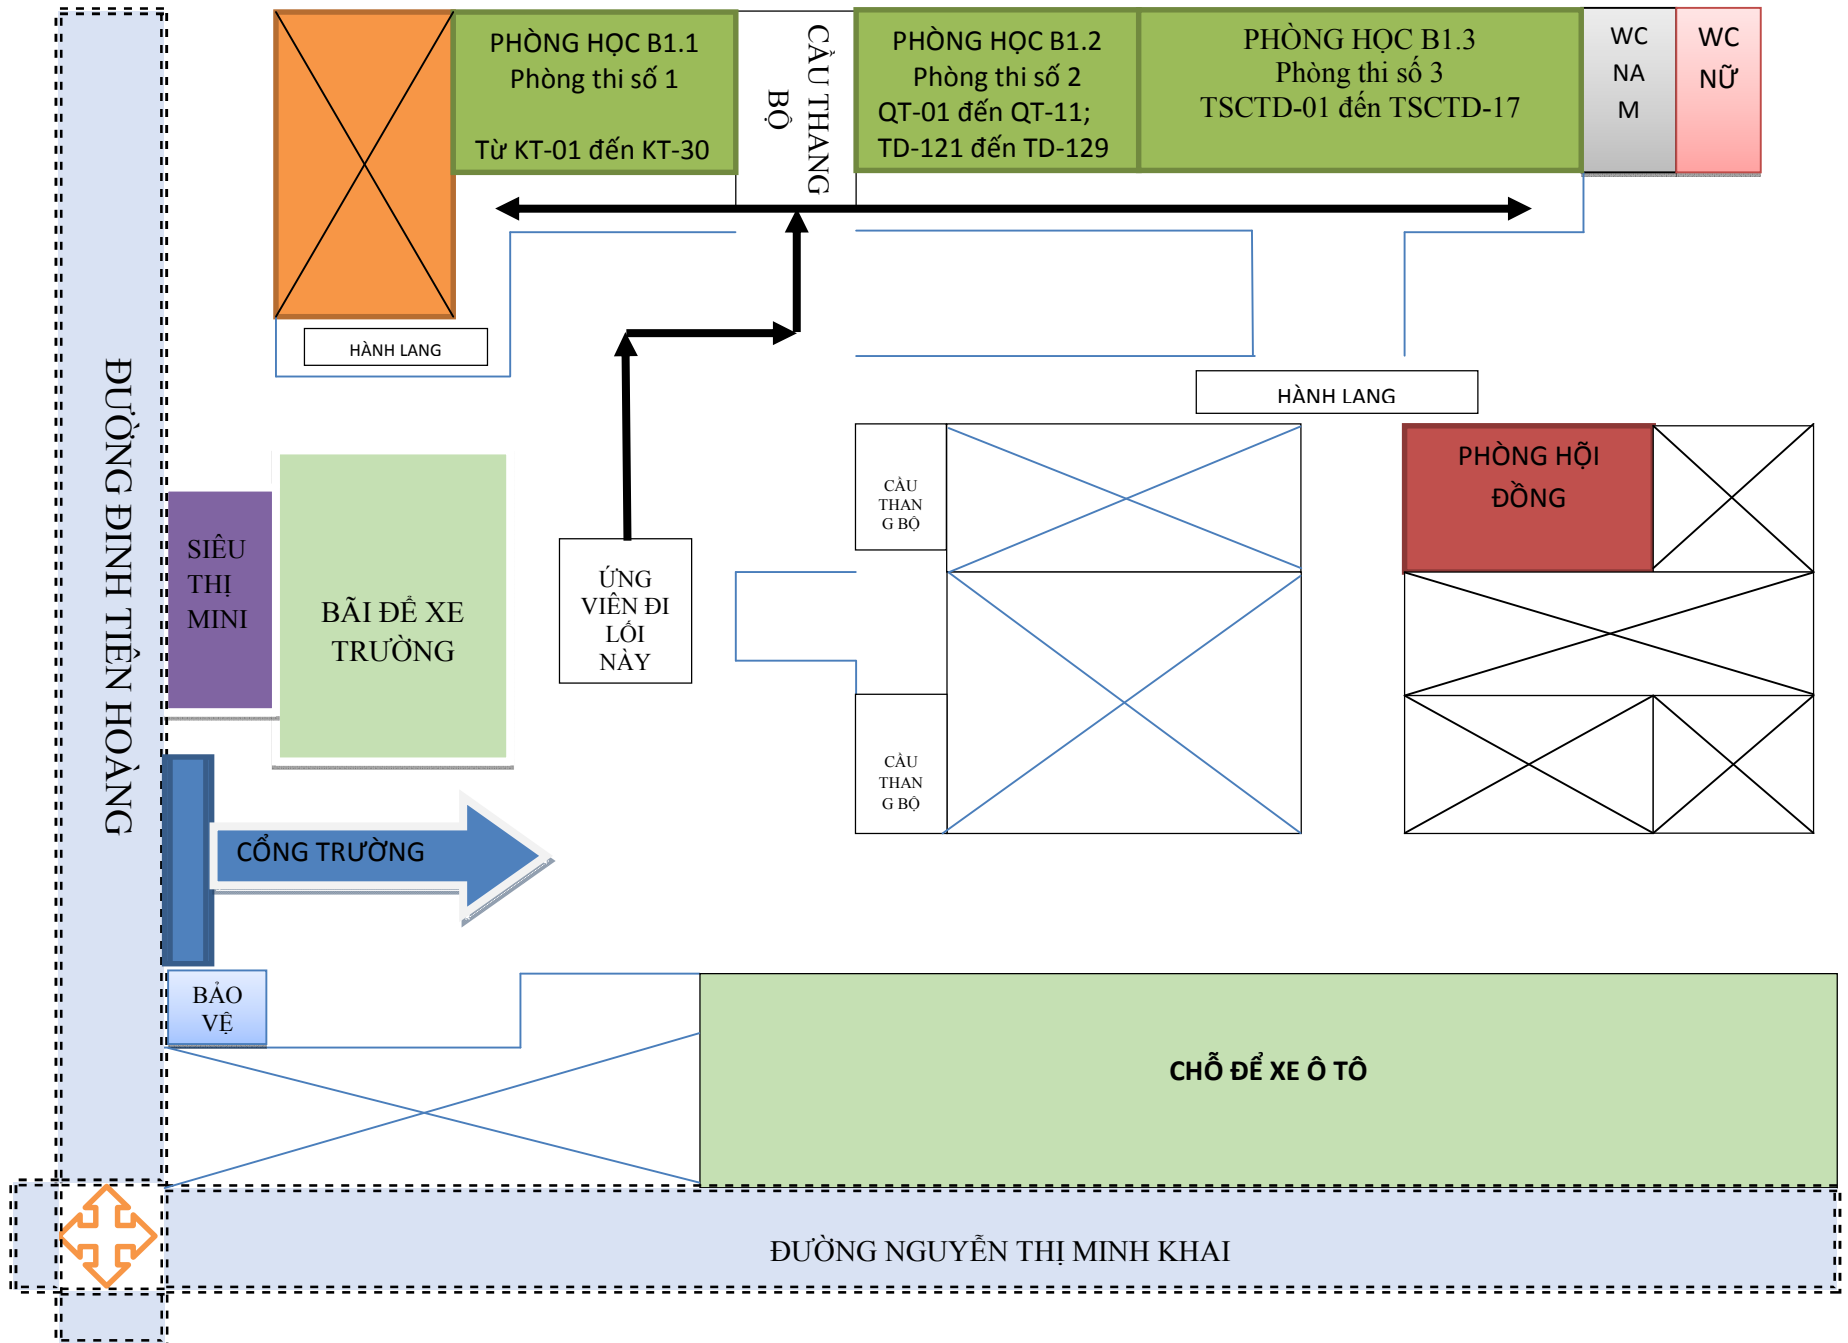 PHÒNG HỌC B1.1
Phòng thi số 1
Từ KT-01 đến KT-30
CẦU THANG
BỘ
PHÒNG HỌC B1.2
Phòng thi số 2
QT-01 đến QT-11;
TD-121 đến TD-129
PHÒNG HỌC B1.3
Phòng thi số 3
TSCTD-01 đến TSCTD-17
WC
NA
M
WC
NỮ
HÀNH LANG
HÀNH LANG
ĐƯỜNG ĐINH TIÊN HOÀNG
SIÊU
THỊ
MINI
BÃI ĐỂ XE
TRƯỜNG
ỨNG
VIÊN ĐI
LỐI
NÀY
CẦU
THAN
G BỘ
PHÒNG HỘI
ĐỒNG
CẦU
THAN
G BỘ
CỔNG TRƯỜNG
BẢO
VỆ
CHỖ ĐỂ XE Ô TÔ
ĐƯỜNG NGUYỄN THỊ MINH KHAI